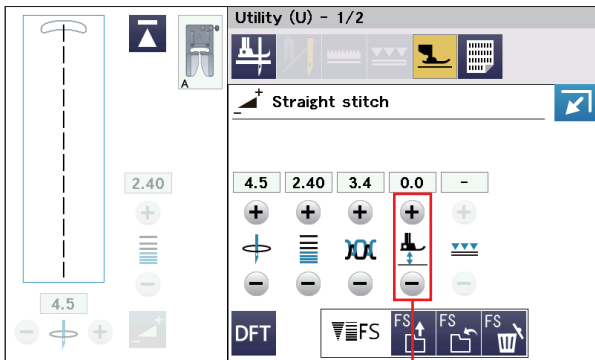 Utility (U) - 1/2
A
Straight stitch
2.40
4.5 2.40 3.4 0.0 -
4.5
DFT FS FS FS FS